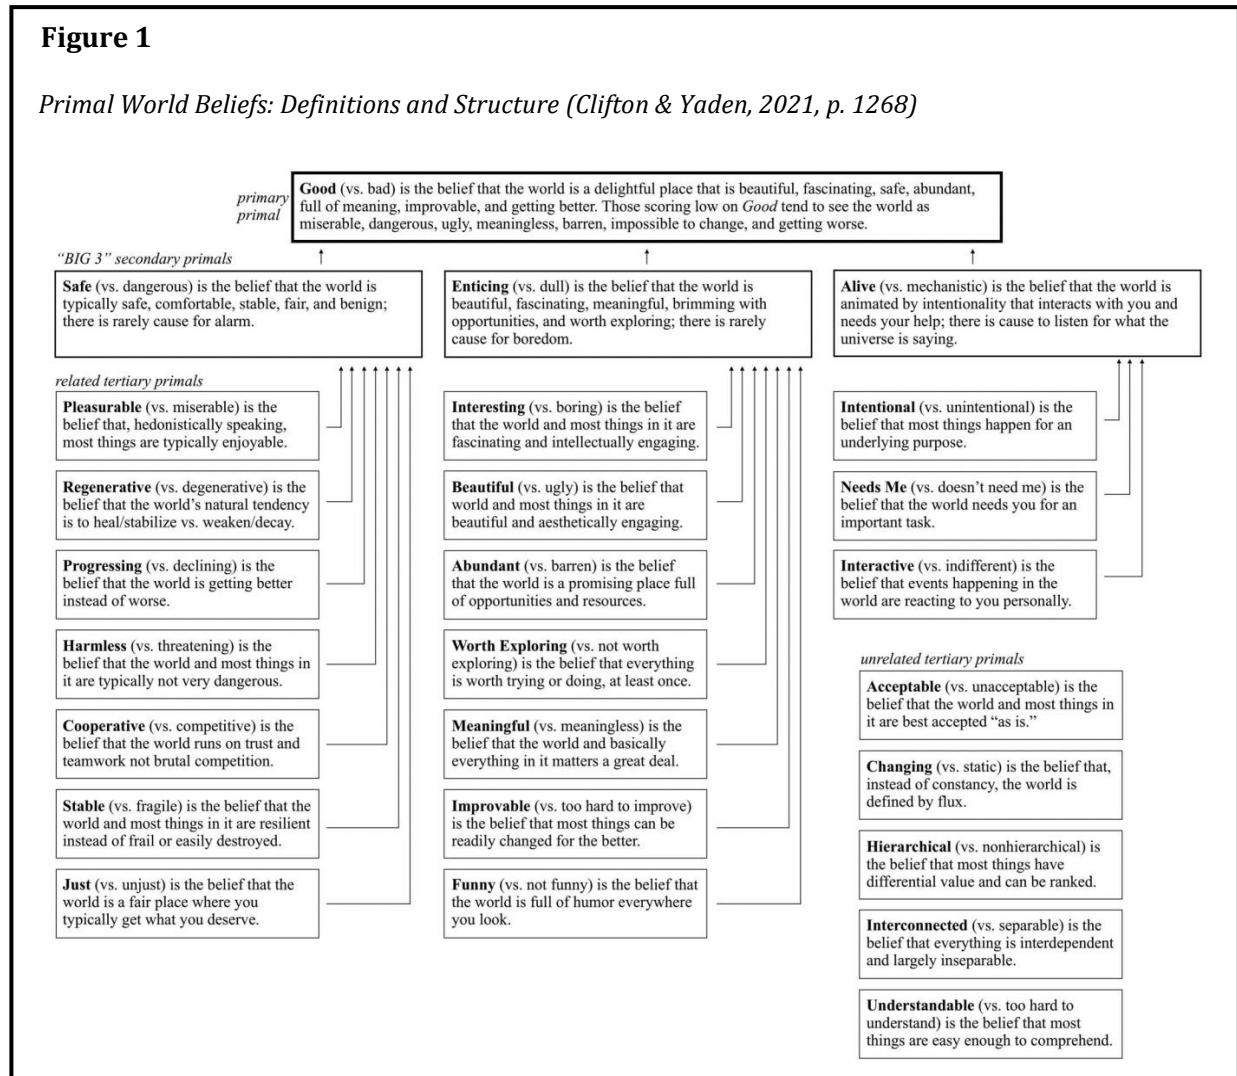 Figure 1
Primal World Beliefs: Definitions and Structure (Clifton & Yaden, 2021, p. 1268)
primary
primal
Good (vs. bad) is the belief that the world is a delightful place that is beautiful, fascinating, safe, abundant,
full of meaning, improvable, and getting better. Those scoring low on Good tend to see the world as
miserable, dangerous, ugly, meaningless, barren, impossible to change, and getting worse.
"BIG 3" secondary primals
Safe (vs. dangerous) is the belief that the world is
typically safe, comfortable, stable, fair, and benign;
there is rarely cause for alarm.
related tertiary primals
Pleasurable (vs. miserable) is the
belief that, hedonistically speaking,
most things are typically enjoyable.
Regenerative (vs. degenerative) is the
belief that the world's natural tendency
is to heal/stabilize vs. weaken/decay.
Progressing (vs. declining) is the
belief that the world is getting better
instead of worse.
Harmless (vs. threatening) is the
belief that the world and most things in
it are typically not very dangerous.
Cooperative (vs. competitive) is the
belief that the world runs on trust and
teamwork not brutal competition.
Stable (vs. fragile) is the belief that the
world and most things in it are resilient
instead of frail or easily destroyed.
Just (vs. unjust) is the belief that the
world is a fair place where you
typically get what you deserve.
Enticing (vs. dull) is the belief that the world is
beautiful, fascinating, meaningful, brimming with
opportunities, and worth exploring; there is rarely
cause for boredom.
Interesting (vs. boring) is the belief
that the world and most things in it are
fascinating and intellectually engaging.
Beautiful (vs. ugly) is the belief that
world and most things in it are
beautiful and aesthetically engaging.
Abundant (vs. barren) is the belief
that the world is a promising place full
of opportunities and resources.
Worth Exploring (vs. not worth
exploring) is the belief that everything
is worth trying or doing, at least once.
Meaningful (vs. meaningless) is the
belief that the world and basically
everything in it matters a great deal.
Improvable (vs. too hard to improve)
is the belief that most things can be
readily changed for the better.
Funny (vs. not funny) is the belief that
the world is full of humor everywhere
you look.
Alive (vs. mechanistic) is the belief that the world is
animated by intentionality that interacts with you and
needs your help; there is cause to listen for what the
universe is saying.
Intentional (vs. unintentional) is the
belief that most things happen for an
underlying purpose.
Needs Me (vs. doesn't need me) is the
belief that the world needs you for an
important task.
Interactive (vs. indifferent) is the
belief that events happening in the
world are reacting to you personally.
unrelated tertiary primals
Acceptable (vs. unacceptable) is the
belief that the world and most things in
it are best accepted "as is."
Changing (vs. static) is the belief that,
instead of constancy, the world is
defined by flux.
Hierarchical (vs. nonhierarchical) is
the belief that most things have
differential value and can be ranked.
Interconnected (vs. separable) is the
belief that everything is interdependent
and largely inseparable.
Understandable (vs. too hard to
understand) is the belief that most
things are easy enough to comprehend.